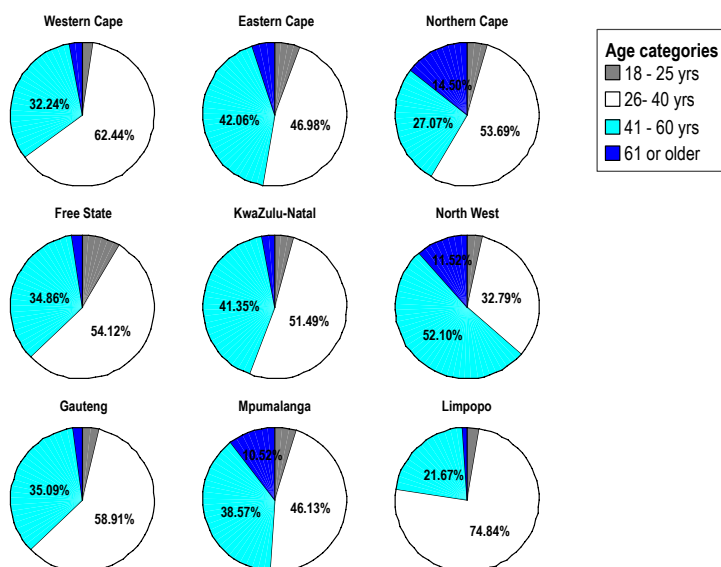 Western Cape
32.24%
62.44%
Eastern Cape
42.06%
46.98%
Northern Cape
14.50%
27.07%
53.69%
Age categories
18 - 25 yrs
26- 40 yrs
41 - 60 yrs
61 or older
Free State
34.86%
54.12%
KwaZulu-Natal
41.35%
51.49%
North West
11.52%
32.79%
52.10%
Gauteng
35.09%
58.91%
Mpumalanga
10.52%
38.57%
46.13%
Limpopo
21.67%
74.84%